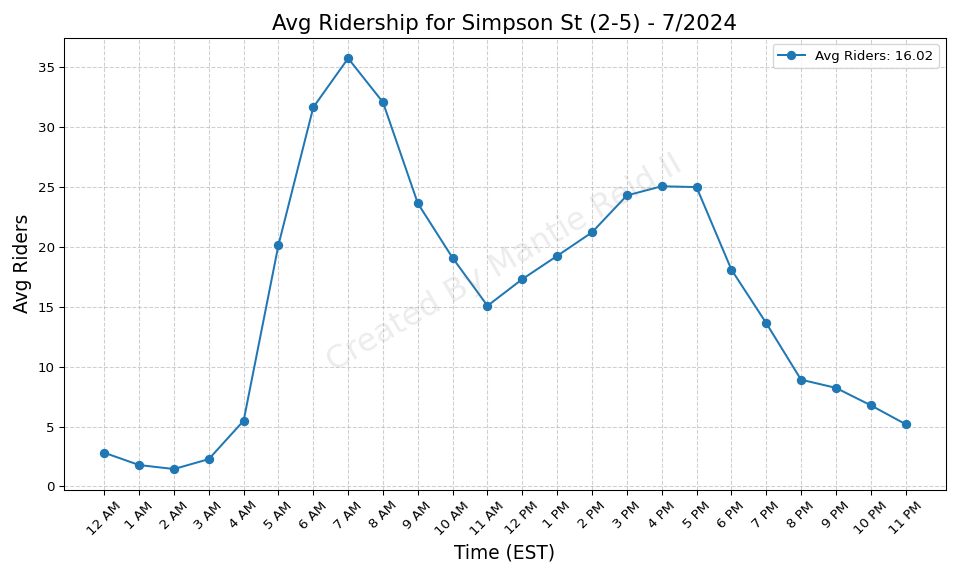 Avg Ridership for Simpson St (2-5) - 7/2024
Avg Riders: 16.02
Avg Riders
35
30
25
20
15
10
5
0
Created By Mantie Reid II
12 AM
1 AM
2 AM
3 AM
4 AM
5 AM
6 AM
7 AM
8 AM
9 AM
10 AM
11 AM
12 PM
1 PM
2 PM
3 PM
4 PM
5 PM
6 PM
7 PM
8 PM
9 PM
10 PM
11 PM
Time (EST)